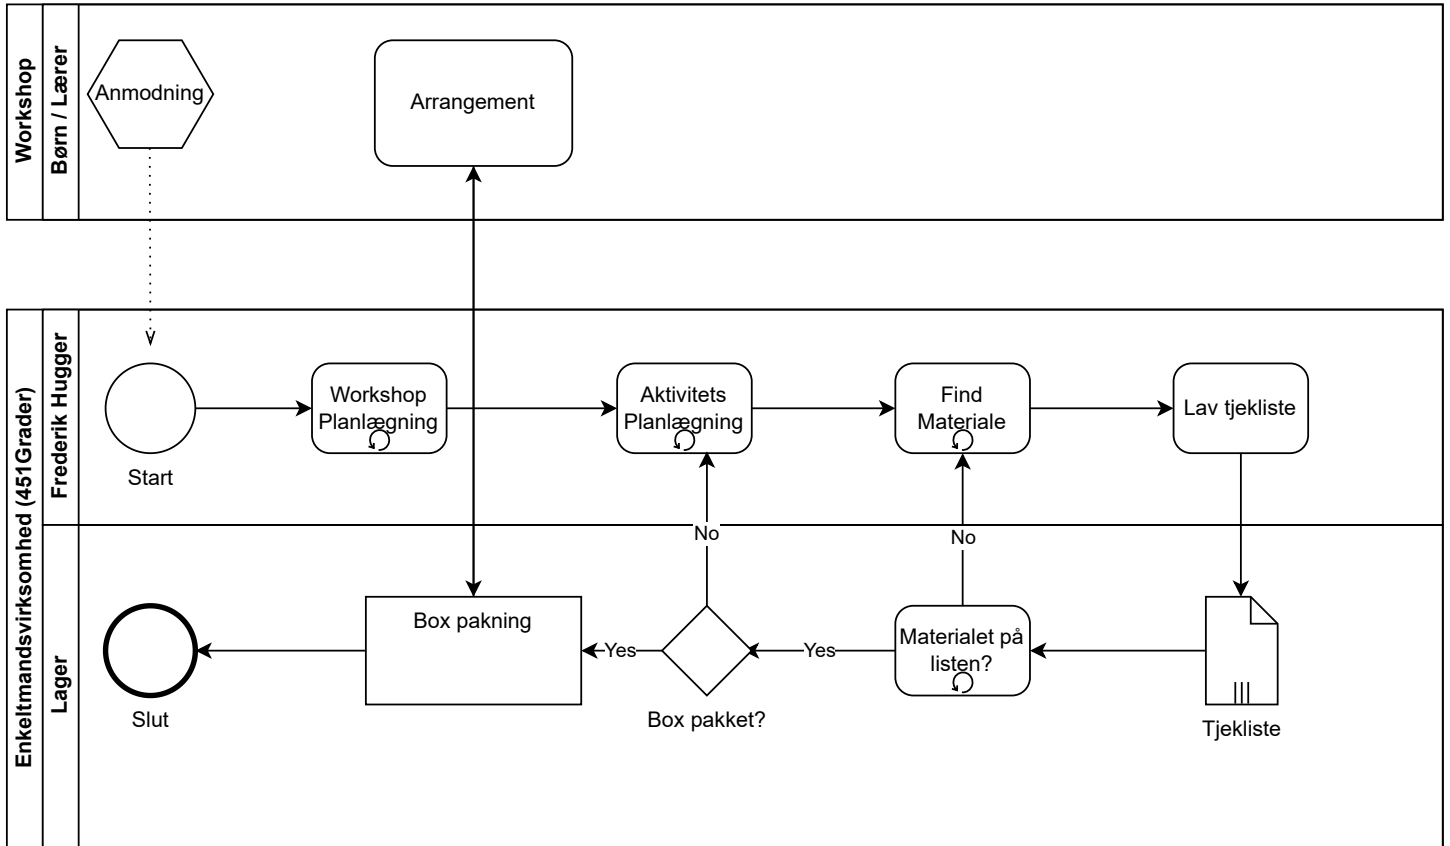 Workshop
Børn / Lærer
Anmodning
Arrangement
Enkeltmandsvirksomhed (451Grader)
Frederik Hugger
Start
Workshop
Planlægning
Aktivitets
Planlægning
Find
Materiale
Lav tjekliste
No
No
Lager
Slut
Box pakning
Yes
Box pakket?
Yes
Materialet på
listen?
Tjekliste